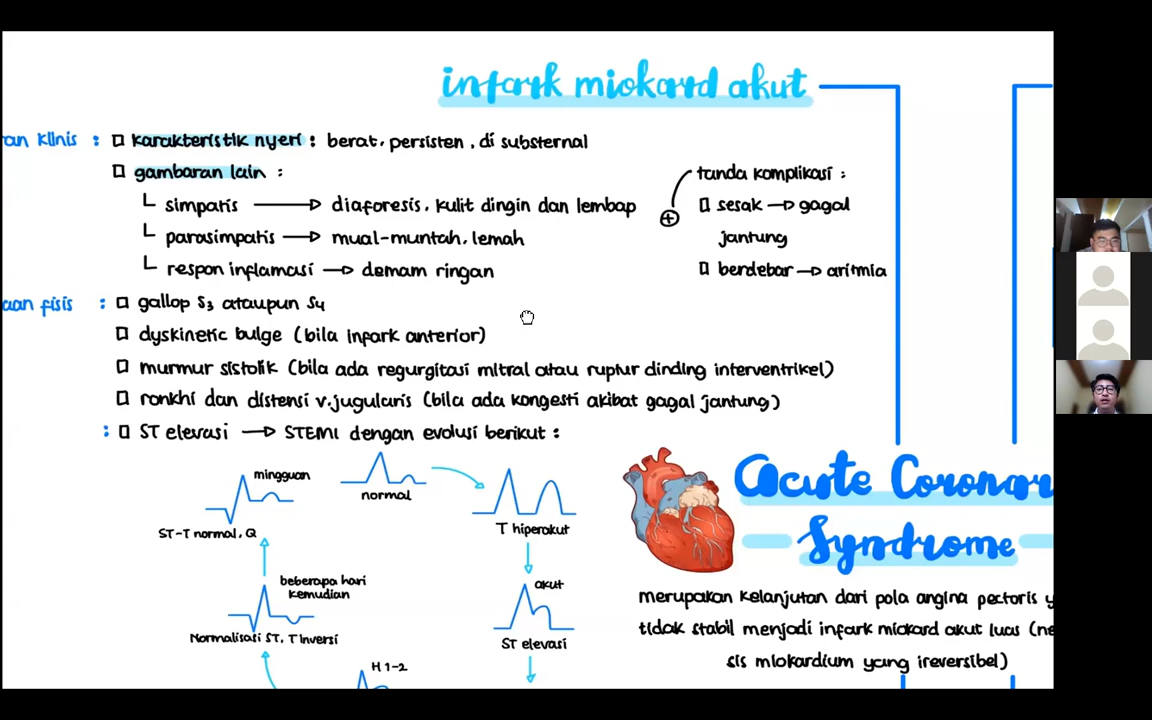 infark miokard akut
an klinis : karakteristik nyeri : berat, persisten, di substernal
gambaran lain :
simpatis → diaforesis, kulit dingin dan lembap
parasimpatis → mual-muntah, lemah
respon inflamasi → demam ringan
+ tanda komplikasi :
sesak → gagal
jantung
berdebar → aritmia
aan fisis : gallop S3 ataupun S4
dyskinetic bulge (bila infark anterior)
murmur sistolik (bila ada regurgitasi mitral atau ruptur dinding interventrikel)
ronkhi dan distensi v.jugularis (bila ada kongesti akibat gagal jantung)
: ST elevasi → STEMI dengan evolusi berikut :
normal
T hiperakut
akut
ST elevasi
H 1-2
beberapa hari
kemudian
Normalisasi ST, T inversi
mingguan
ST-T normal, Q
Acute Coronar
Syndrome
merupakan kelanjutan dari pola angina pectoris y
tidak stabil menjadi infark miokard akut luas (ne
sis miokardium yang ireversibel)